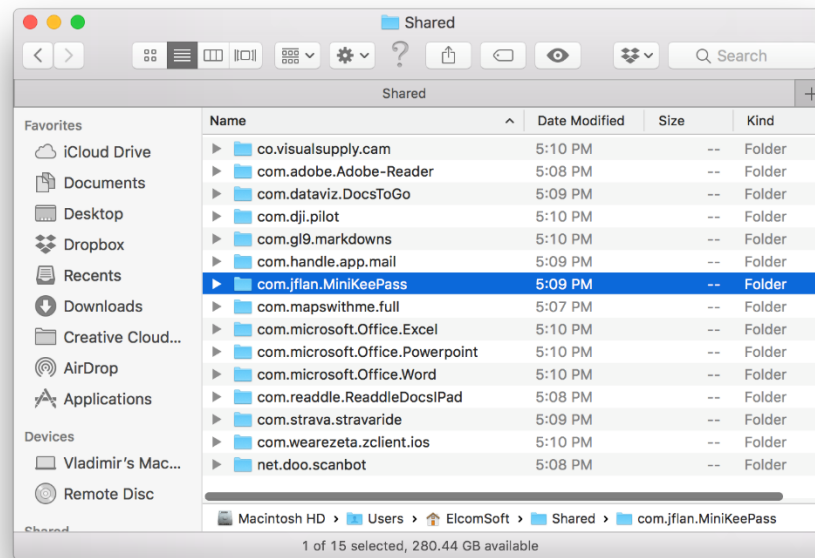 Shared
Search
Shared
Favorites
iCloud Drive
Documents
Desktop
Dropbox
Recents
Downloads
Creative Cloud...
AirDrop
Applications
Devices
Vladimir's Mac...
Remote Disc
Shared
Name Date Modified Size Kind
co.visualsupply.cam 5:10 PM -- Folder
com.adobe.Adobe-Reader 5:08 PM -- Folder
com.dataviz.DocsToGo 5:09 PM -- Folder
com.dji.pilot 5:10 PM -- Folder
com.gl9.markdowns 5:10 PM -- Folder
com.handle.app.mail 5:09 PM -- Folder
com.jflan.MiniKeePass 5:09 PM -- Folder
com.mapswithme.full 5:07 PM -- Folder
com.microsoft.Office.Excel 5:10 PM -- Folder
com.microsoft.Office.Powerpoint 5:10 PM -- Folder
com.microsoft.Office.Word 5:10 PM -- Folder
com.readdle.ReaddleDocsIPad 5:08 PM -- Folder
com.strava.stravaride 5:09 PM -- Folder
com.wearezeta.zclient.ios 5:10 PM -- Folder
net.doo.scanbot 5:08 PM -- Folder
Macintosh HD › Users › ElcomSoft › Shared › com.jflan.MiniKeePass
1 of 15 selected, 280.44 GB available